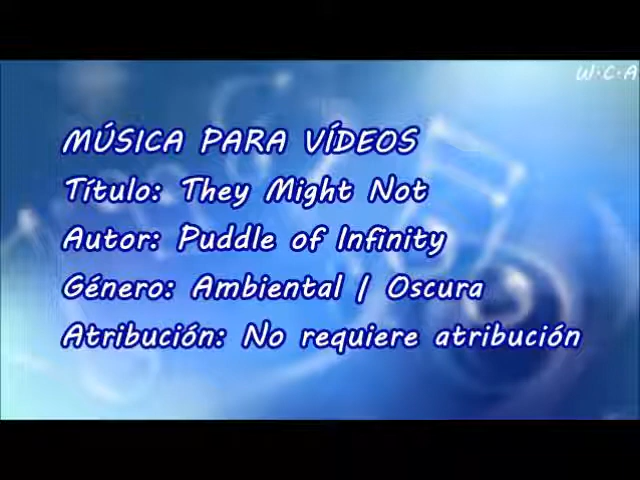 W.C.A
MÚSICA PARA VÍDEOS
Título: They Might Not
Autor: Puddle of Infinity
Género: Ambiental | Oscura
Atribución: No requiere atribución